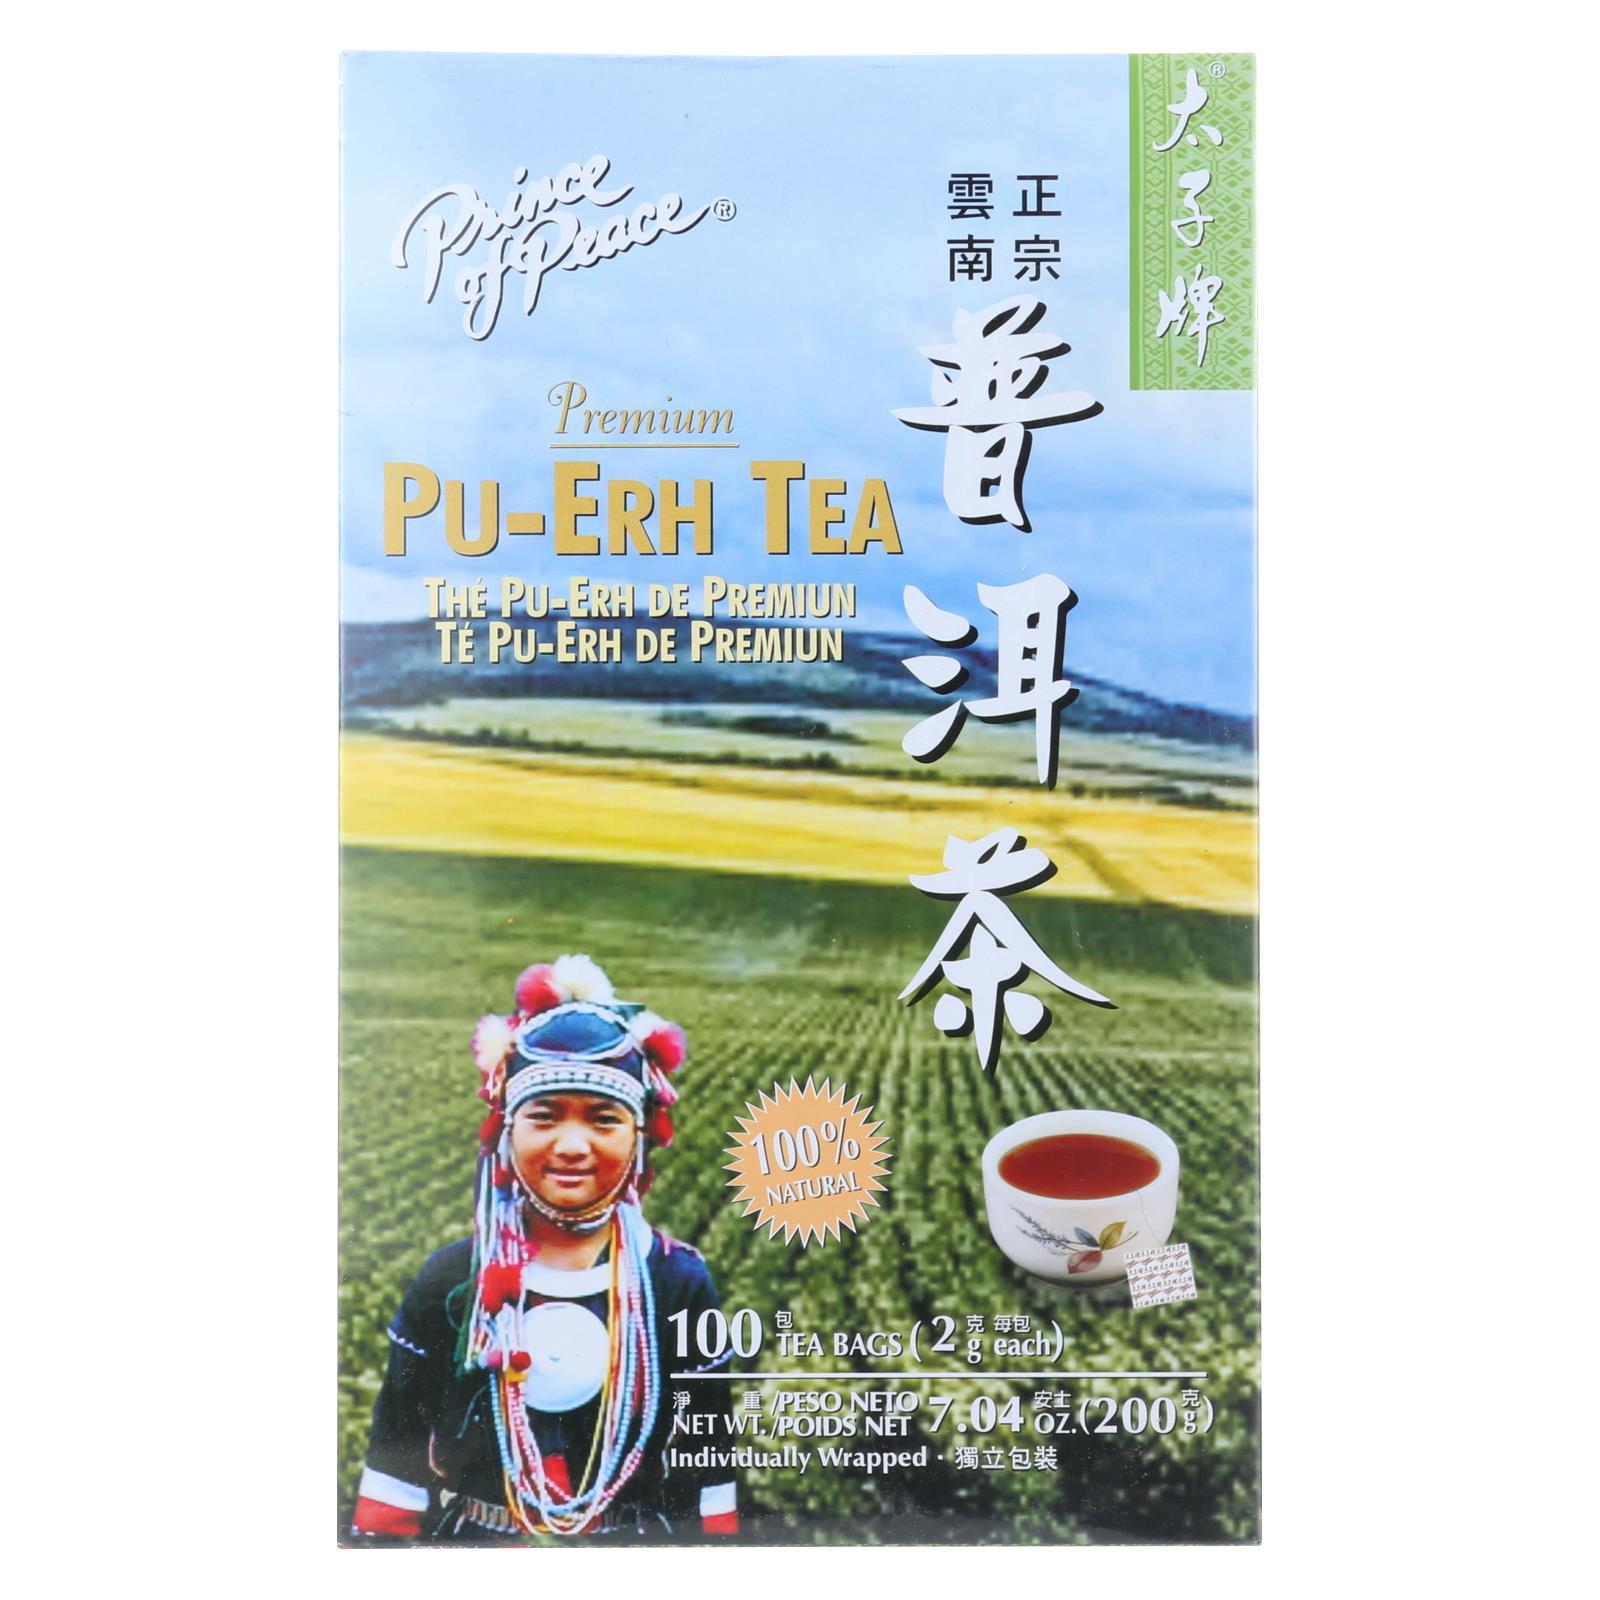 Prince
of Peace®
太子牌®
正宗
雲南
普洱茶
Premium
PU-ERH TEA
THÉ PU-ERH DE PREMIUN
TÉ PU-ERH DE PREMIUN
100%
NATURAL
100 包 TEA BAGS ( 2 克 g 每包 each)
淨重 NET WT./PESO NETO /POIDS NET 7.04 安士 OZ. (200 克 g)
Individually Wrapped · 獨立包裝